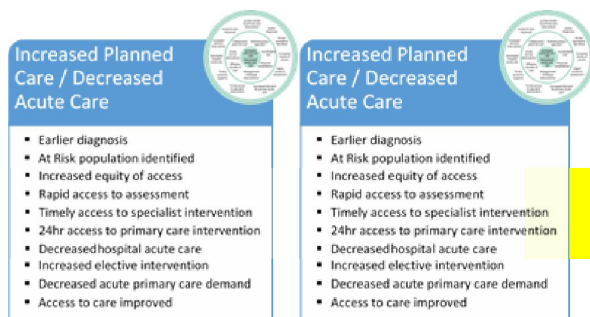 Increased Planned
Care / Decreased
Acute Care
▪ Earlier diagnosis
▪ At Risk population identified
▪ Increased equity of access
▪ Rapid access to assessment
▪ Timely access to specialist intervention
▪ 24hr access to primary care intervention
▪ Decreasedhospital acute care
▪ Increased elective intervention
▪ Decreased acute primary care demand
▪ Access to care improved
Increased Planned
Care / Decreased
Acute Care
▪ Earlier diagnosis
▪ At Risk population identified
▪ Increased equity of access
▪ Rapid access to assessment
▪ Timely access to specialist intervention
▪ 24hr access to primary care intervention
▪ Decreasedhospital acute care
▪ Increased elective intervention
▪ Decreased acute primary care demand
▪ Access to care improved